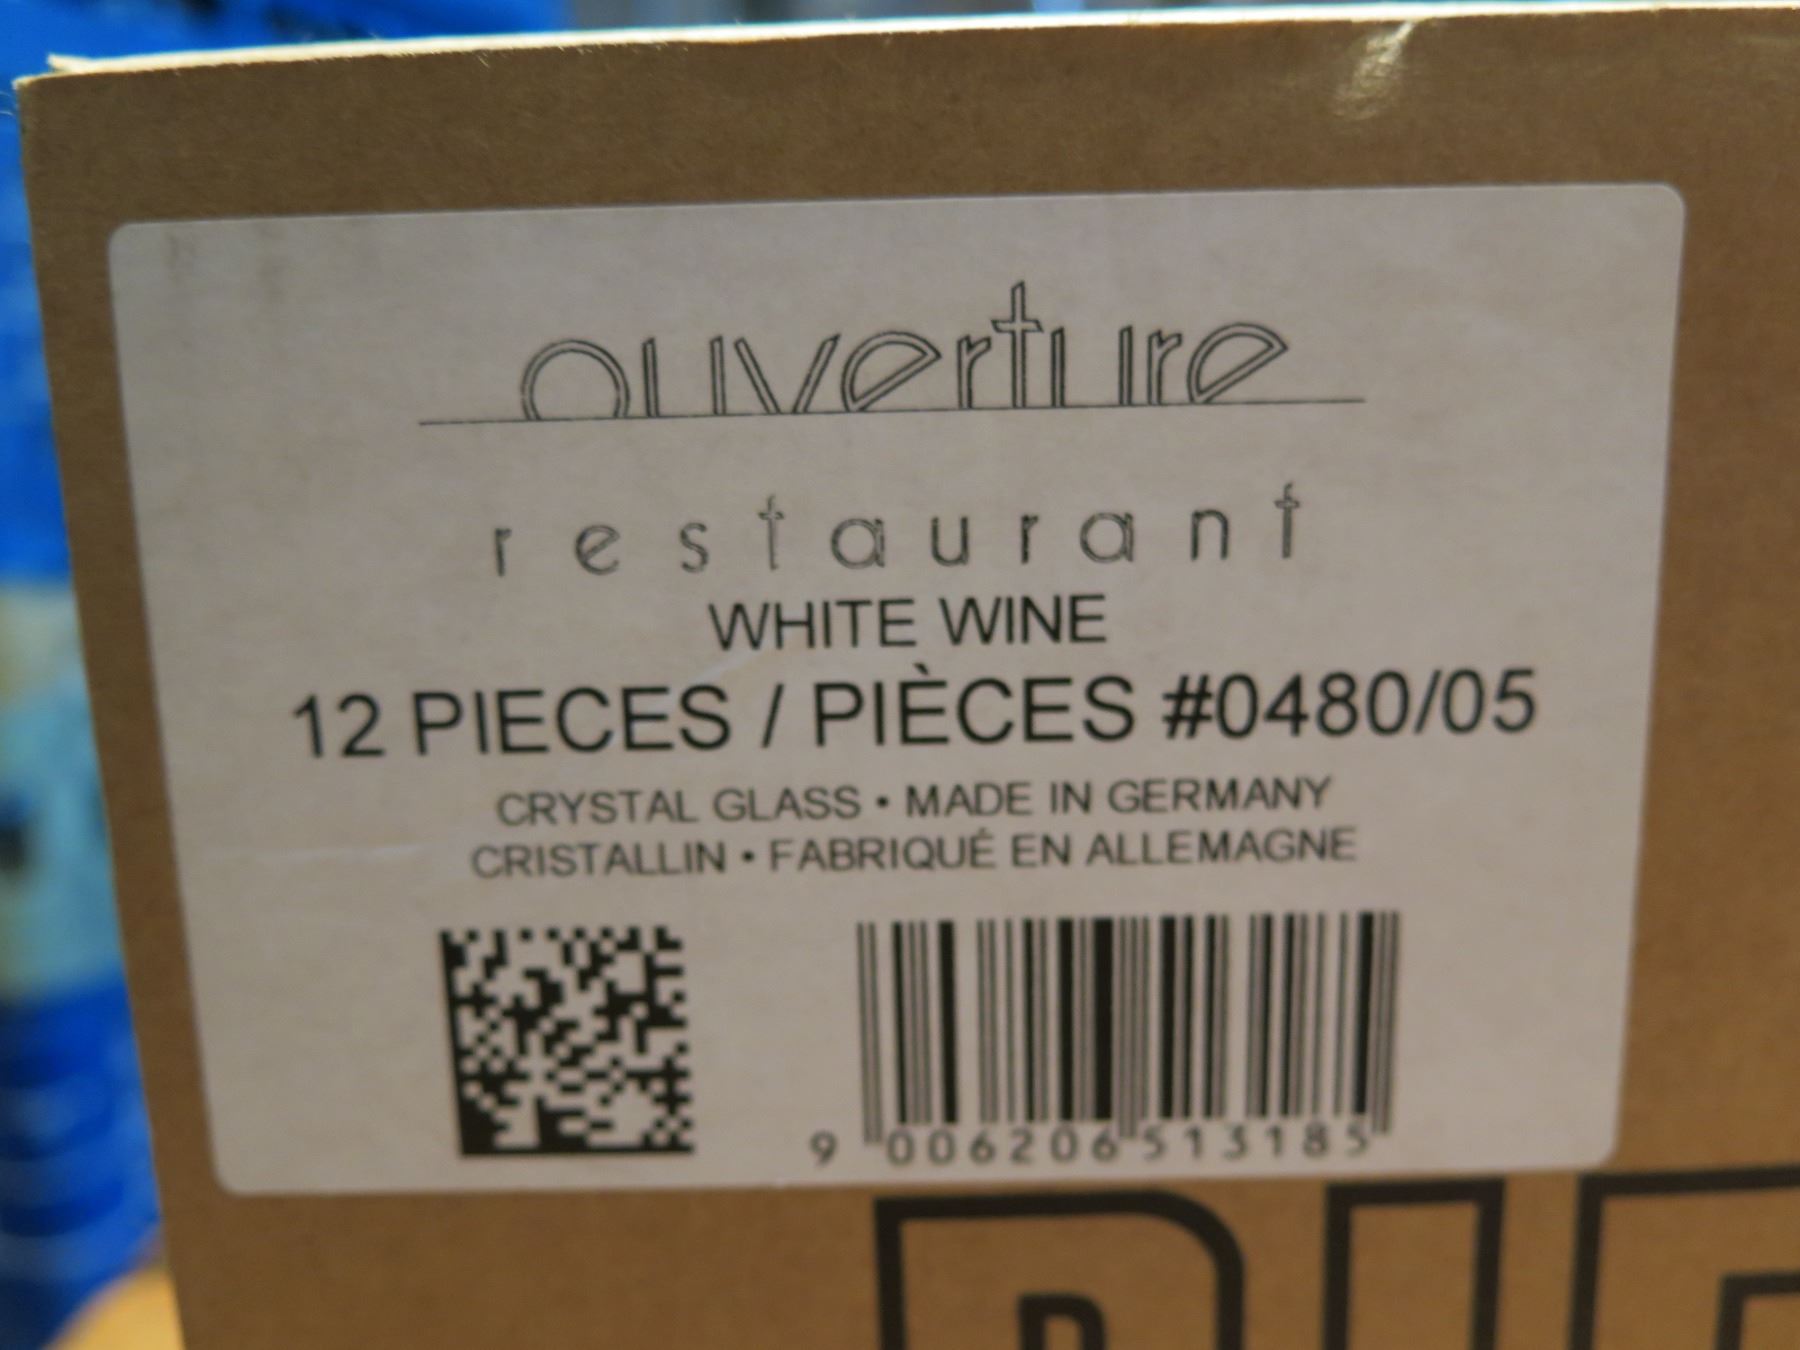 ouverture
restaurant
WHITE WINE
12 PIECES / PIÈCES #0480/05
CRYSTAL GLASS • MADE IN GERMANY
CRISTALLIN • FABRIQUÉ EN ALLEMAGNE
9 006206 513185